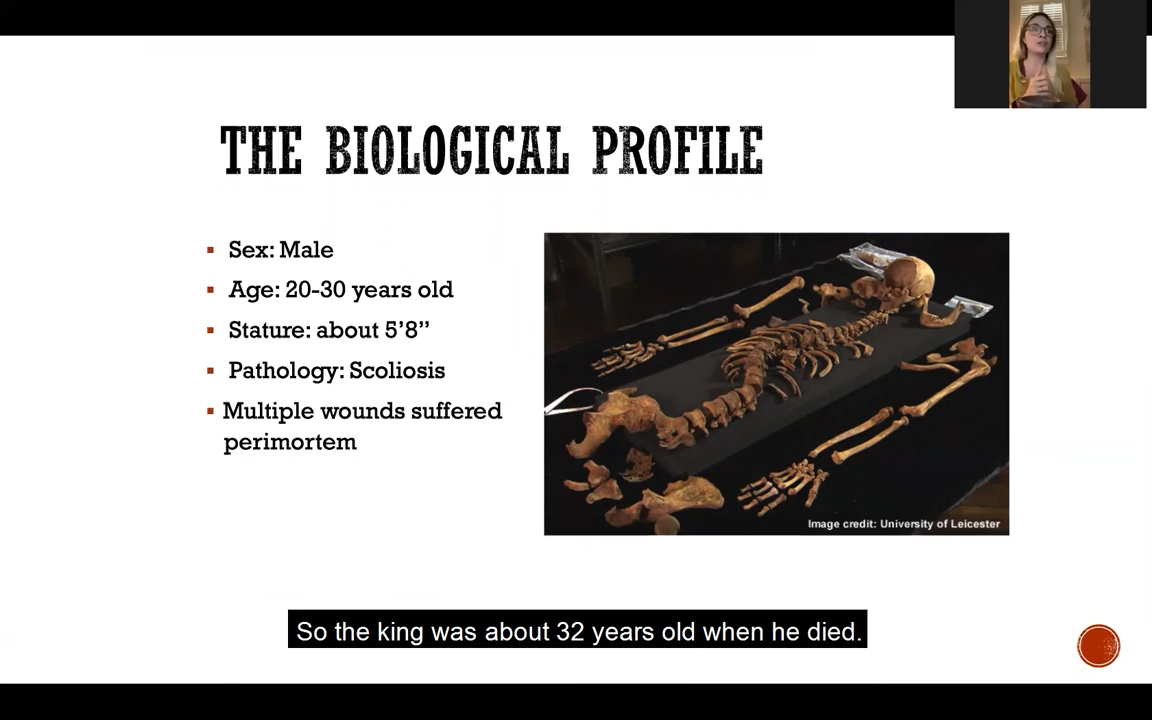 THE BIOLOGICAL PROFILE
▪ Sex: Male
▪ Age: 20-30 years old
▪ Stature: about 5’8”
▪ Pathology: Scoliosis
▪ Multiple wounds suffered
perimortem
Image credit: University of Leicester
So the king was about 32 years old when he died.